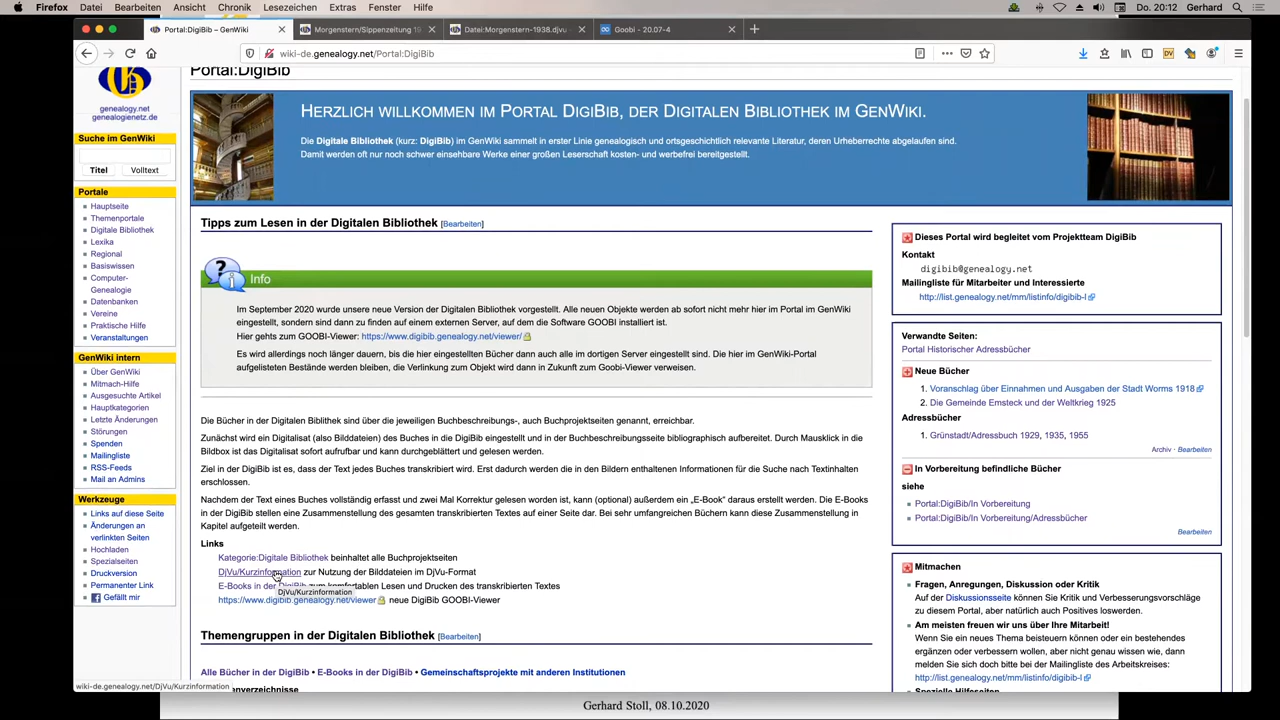 Firefox Ablage Bearbeiten Ansicht Chronik Lesezeichen Extras Fenster Hilfe Do. 20:12 Gerhard
Portal:DigiBib – GenWiki Morgenstern/Sippenzeitung 19 Datei:Morgenstern-1938.djvu – Goobi - 20.07-4
wiki-de.genealogy.net/Portal:DigiBib
Portal:DigiBib
genealogy.net
genealogienetz.de
Suche im GenWiki
Titel Volltext
Portale
Hauptseite
Themenportale
Digitale Bibliothek
Lexika
Regional
Basiswissen
Computer-
Genealogie
Datenbanken
Vereine
Praktische Hilfe
Veranstaltungen
GenWiki intern
Über GenWiki
Mitmach-Hilfe
Ausgesuchte Artikel
Hauptkategorien
Letzte Änderungen
Störungen
Spenden
Mailingliste
RSS-Feeds
Mail an Admins
Werkzeuge
Links auf diese Seite
Änderungen an
verlinkten Seiten
Hochladen
Spezialseiten
Druckversion
Permanenter Link
Gefällt mir
Herzlich willkommen im Portal DigiBib, der Digitalen Bibliothek im GenWiki.
Die Digitale Bibliothek (kurz: DigiBib) im GenWiki sammelt in erster Linie genealogisch und ortsgeschichtlich relevante Literatur, deren Urheberrechte abgelaufen sind.
Damit werden oft nur noch schwer einsehbare Werke einer großen Leserschaft kosten- und werbefrei bereitgestellt.
Tipps zum Lesen in der Digitalen Bibliothek [Bearbeiten]
Info
Im September 2020 wurde unsere neue Version der Digitalen Bibliothek vorgestellt. Alle neuen Objekte werden ab sofort nicht mehr hier im Portal im GenWiki
eingestellt, sondern sind dann zu finden auf einem externen Server, auf dem die Software GOOBI installiert ist.
Hier gehts zum GOOBI-Viewer: https://www.digibib.genealogy.net/viewer/
Es wird allerdings noch länger dauern, bis die hier eingestellten Bücher dann auch alle im dortigen Server eingestellt sind. Die hier im GenWiki-Portal
aufgelisteten Bestände werden bleiben, die Verlinkung zum Objekt wird dann in Zukunft zum Goobi-Viewer verweisen.
Die Bücher in der Digitalen Biblithek sind über die jeweiligen Buchbeschreibungs-, auch Buchprojektseiten genannt, erreichbar.
Zunächst wird ein Digitalisat (also Bilddateien) des Buches in die DigiBib eingestellt und in der Buchbeschreibungsseite bibliographisch aufbereitet. Durch Mausklick in die
Bildbox ist das Digitalisat sofort aufrufbar und kann durchgeblättert und gelesen werden.
Ziel in der DigiBib ist es, dass der Text jedes Buches transkribiert wird. Erst dadurch werden die in den Bildern enthaltenen Informationen für die Suche nach Textinhalten
erschlossen.
Nachdem der Text eines Buches vollständig erfasst und zwei Mal Korrektur gelesen worden ist, kann (optional) außerdem ein „E-Book“ daraus erstellt werden. Die E-Books
in der DigiBib stellen eine Zusammenstellung des gesamten transkribierten Textes auf einer Seite dar. Bei sehr umfangreichen Büchern kann diese Zusammenstellung in
Kapitel aufgeteilt werden.
Links
Kategorie:Digitale Bibliothek beinhaltet alle Buchprojektseiten
DjVu/Kurzinformation zur Nutzung der Bilddateien im DjVu-Format
E-Books in der DigiBib zum komfortablen Lesen und Drucken des transkribierten Textes
DjVu/Kurzinformation
https://www.digibib.genealogy.net/viewer neue DigiBib GOOBI-Viewer
Themengruppen in der Digitalen Bibliothek [Bearbeiten]
Alle Bücher in der DigiBib • E-Books in der DigiBib • Gemeinschaftsprojekte mit anderen Institutionen
Dieses Portal wird begleitet vom Projektteam DigiBib
Kontakt
digibib@genealogy.net
Mailingliste für Mitarbeiter und Interessierte
http://list.genealogy.net/mm/listinfo/digibib-l
Verwandte Seiten:
Portal Historischer Adressbücher
Neue Bücher
1. Voranschlag über Einnahmen und Ausgaben der Stadt Worms 1918
2. Die Gemeinde Emsteck und der Weltkrieg 1925
Adressbücher
1. Grünstadt/Adressbuch 1929, 1935, 1955
Archiv - Bearbeiten
In Vorbereitung befindliche Bücher
siehe
Portal:DigiBib/In Vorbereitung
Portal:DigiBib/In Vorbereitung/Adressbücher
Bearbeiten
Mitmachen
Fragen, Anregungen, Diskussion oder Kritik
Auf der Diskussionsseite können Sie Kritik und Verbesserungsvorschläge
zu diesem Portal, aber natürlich auch Positives loswerden.
Am meisten freuen wir uns über Ihre Mitarbeit!
Wenn Sie ein neues Thema beisteuern können oder ein bestehendes
ergänzen oder verbessern wollen, aber nicht genau wissen wie, dann
melden Sie sich doch bitte bei der Mailingliste des Arbeitskreises:
http://list.genealogy.net/mm/listinfo/digibib-l
Spezielle Hilfeseiten
wiki-de.genealogy.net/DjVu/Kurzinformation
Gerhard Stoll, 08.10.2020